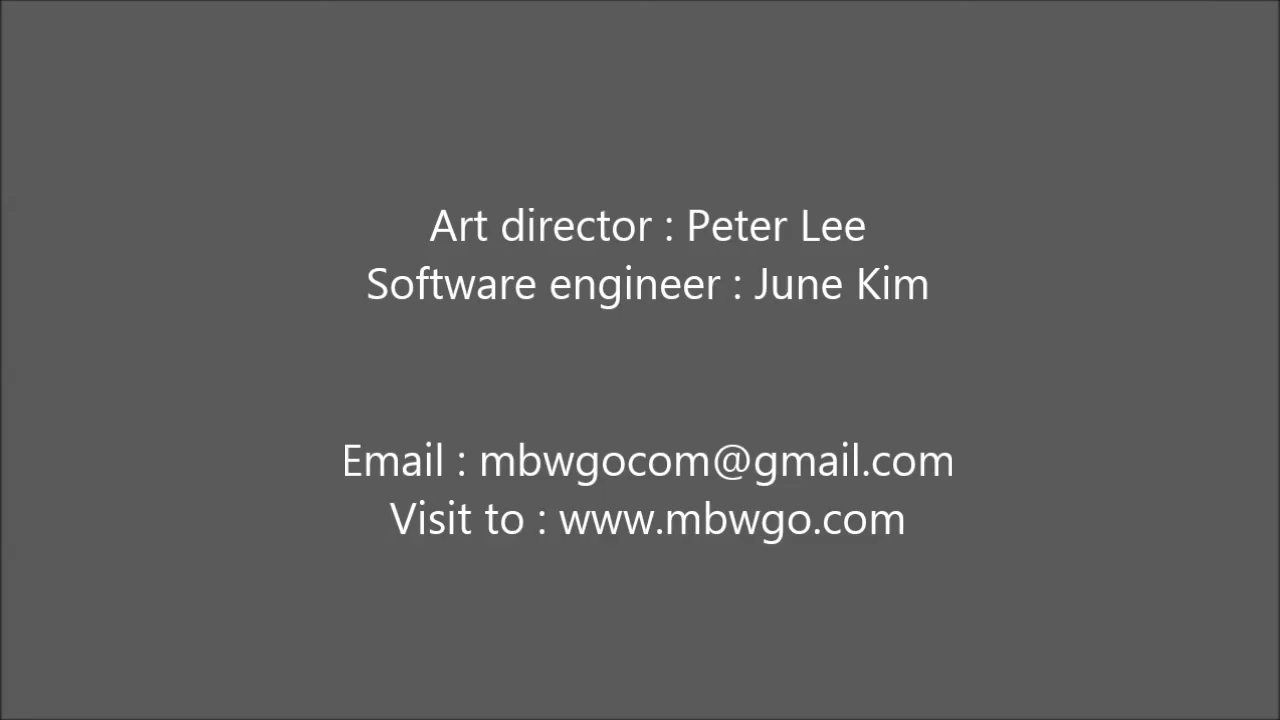 Art director : Peter Lee
Software engineer : June Kim
Email : mbwgocom@gmail.com
Visit to : www.mbwgo.com